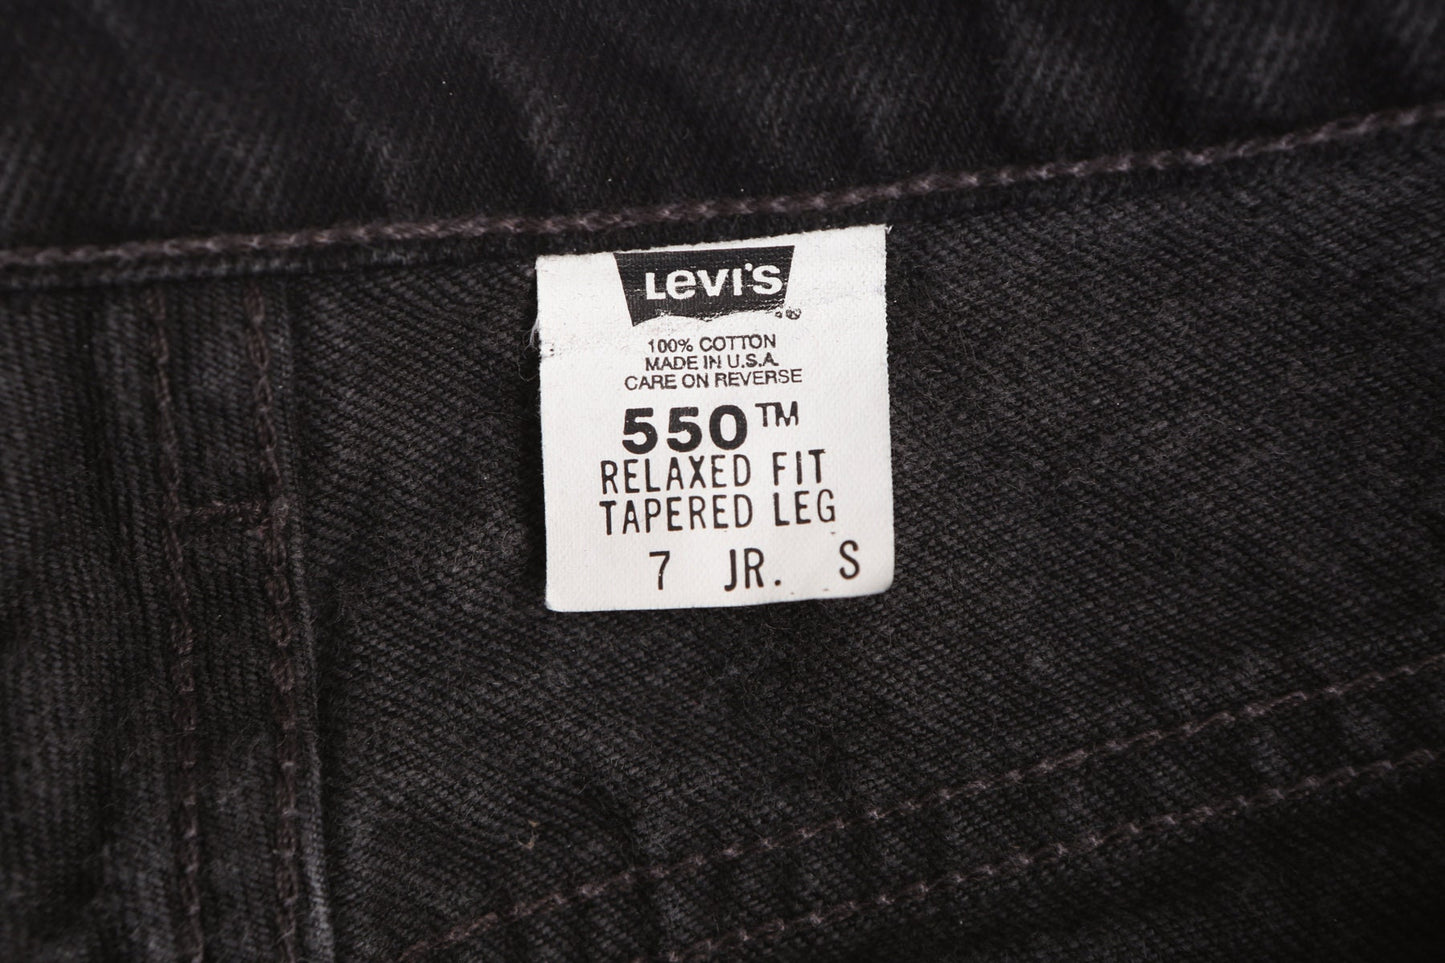 Levi's
®
100% COTTON
MADE IN U.S.A.
CARE ON REVERSE
550™
RELAXED FIT
TAPERED LEG
7 JR. S